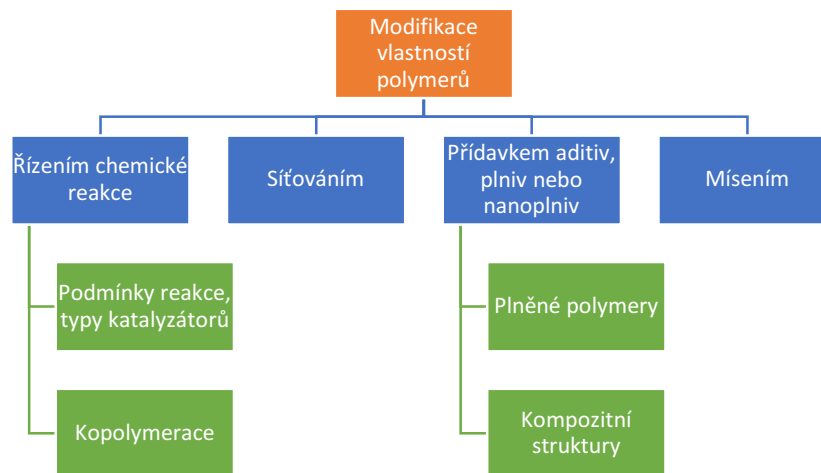 Modifikace
vlastností
polymerů
Řízením chemické
reakce
Síťováním
Přídavkem aditiv,
plniv nebo
nanoplniv
Mísením
Podmínky reakce,
typy katalyzátorů
Plněné polymery
Kopolymerace
Kompozitní
struktury